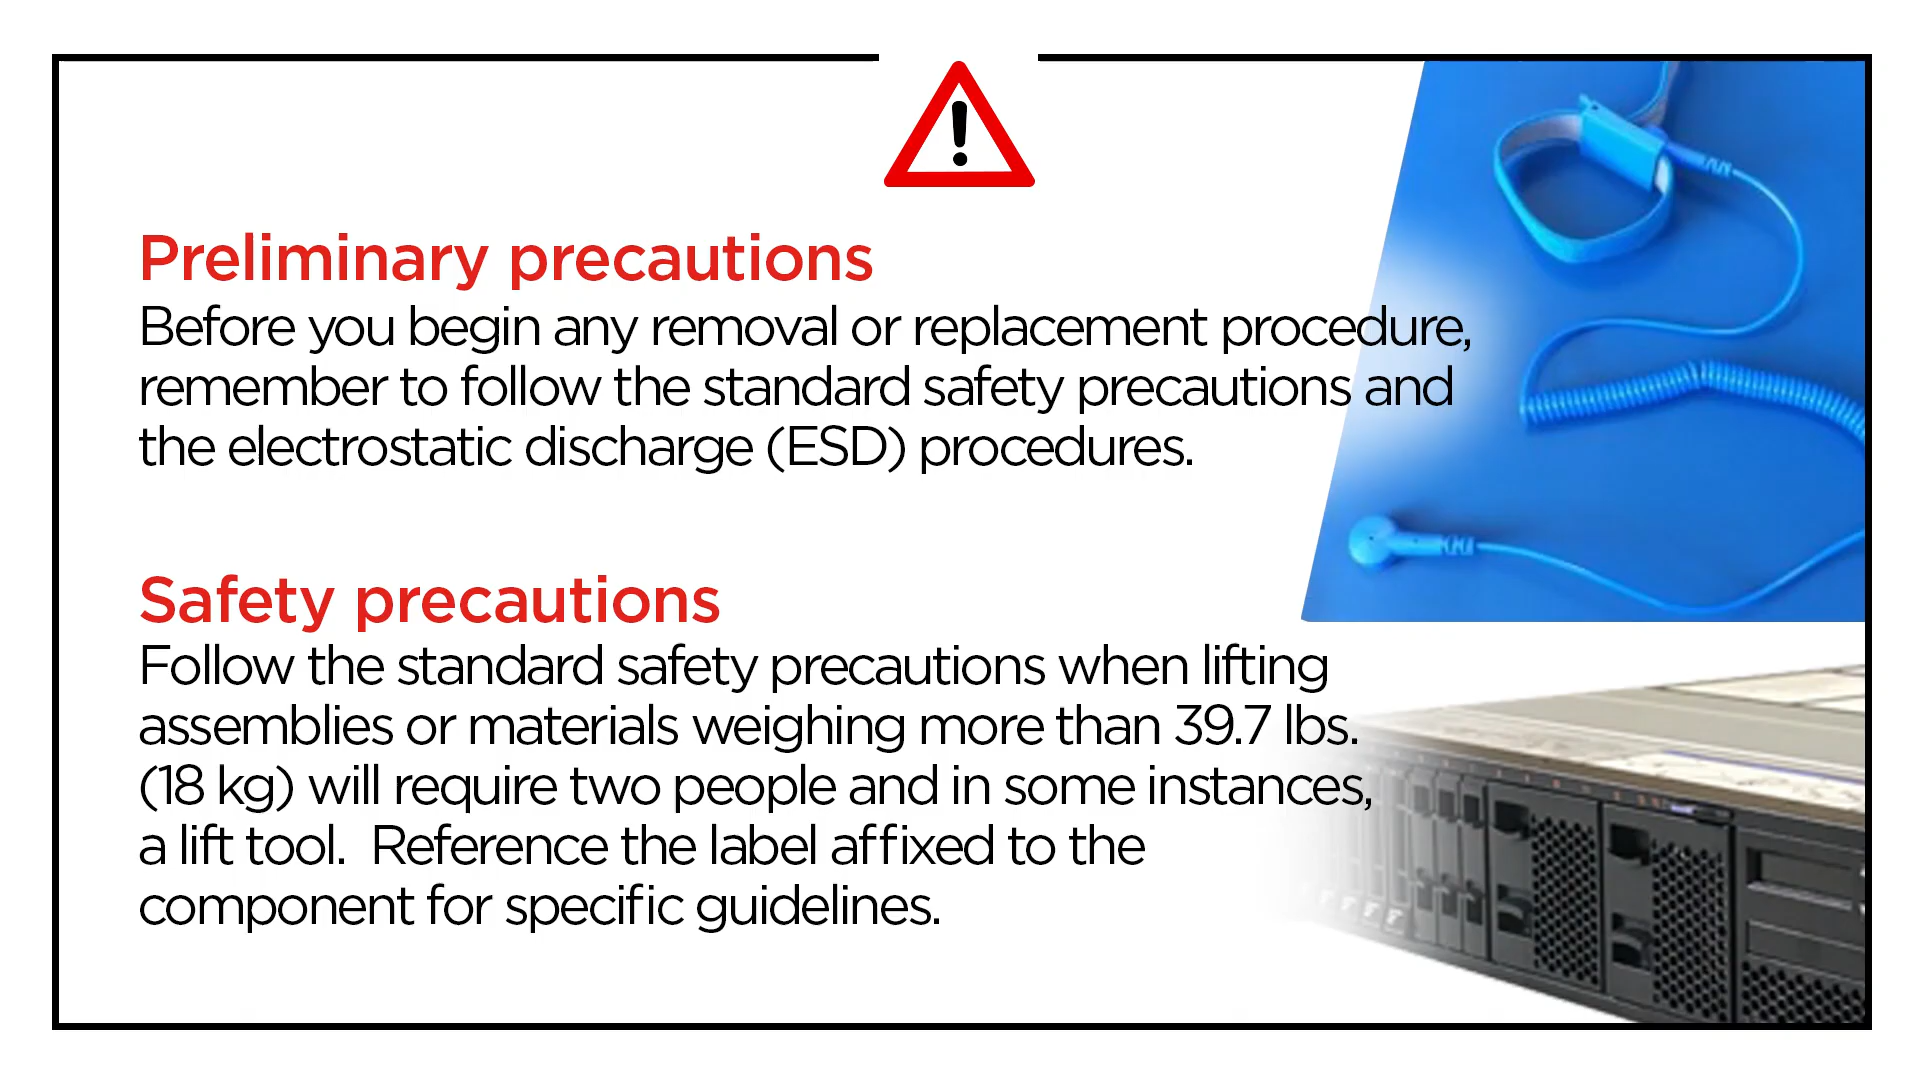 Preliminary precautions
Before you begin any removal or replacement procedure,
remember to follow the standard safety precautions and
the electrostatic discharge (ESD) procedures.
Safety precautions
Follow the standard safety precautions when lifting
assemblies or materials weighing more than 39.7 lbs.
(18 kg) will require two people and in some instances,
a lift tool.  Reference the label affixed to the
component for specific guidelines.